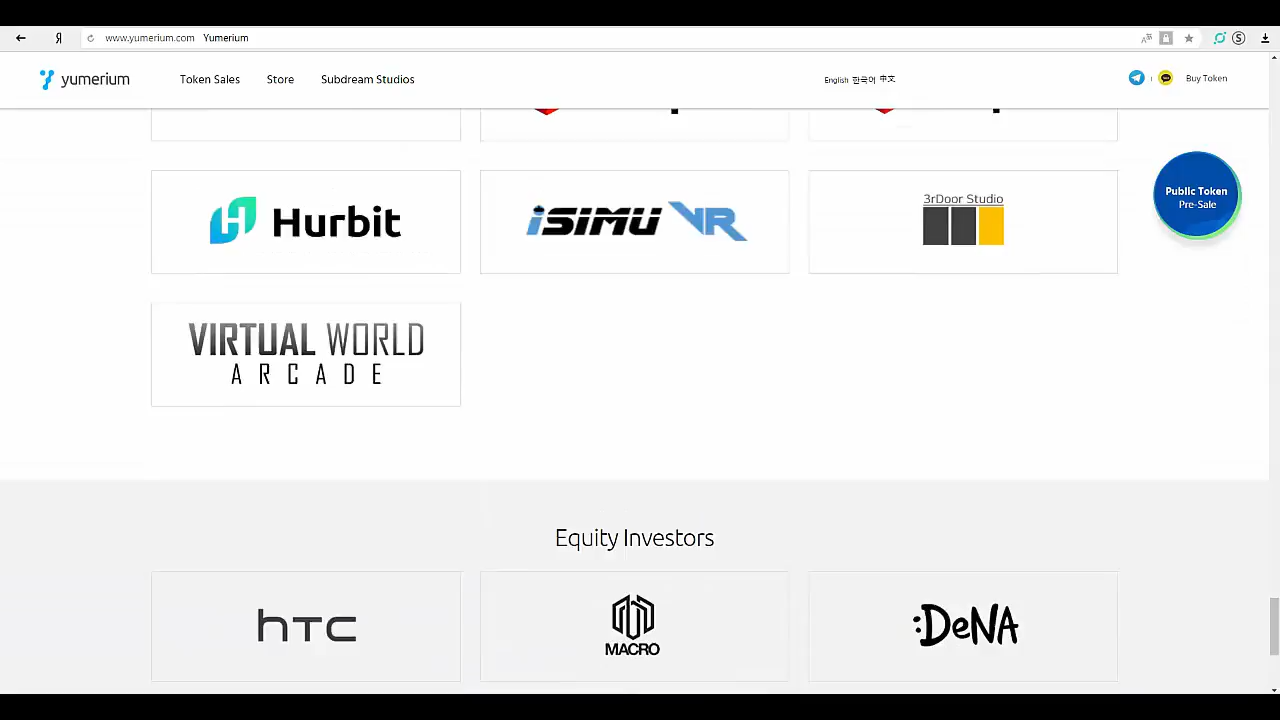 Я www.yumerium.com Yumerium
yumerium Token Sales Store Subdream Studios English 한국어 中文 Buy Token
Public Token
Pre-Sale
Hurbit
iSIMU VR
3rDoor Studio
VIRTUAL WORLD
ARCADE
Equity Investors
hTC
MACRO
:DeNA